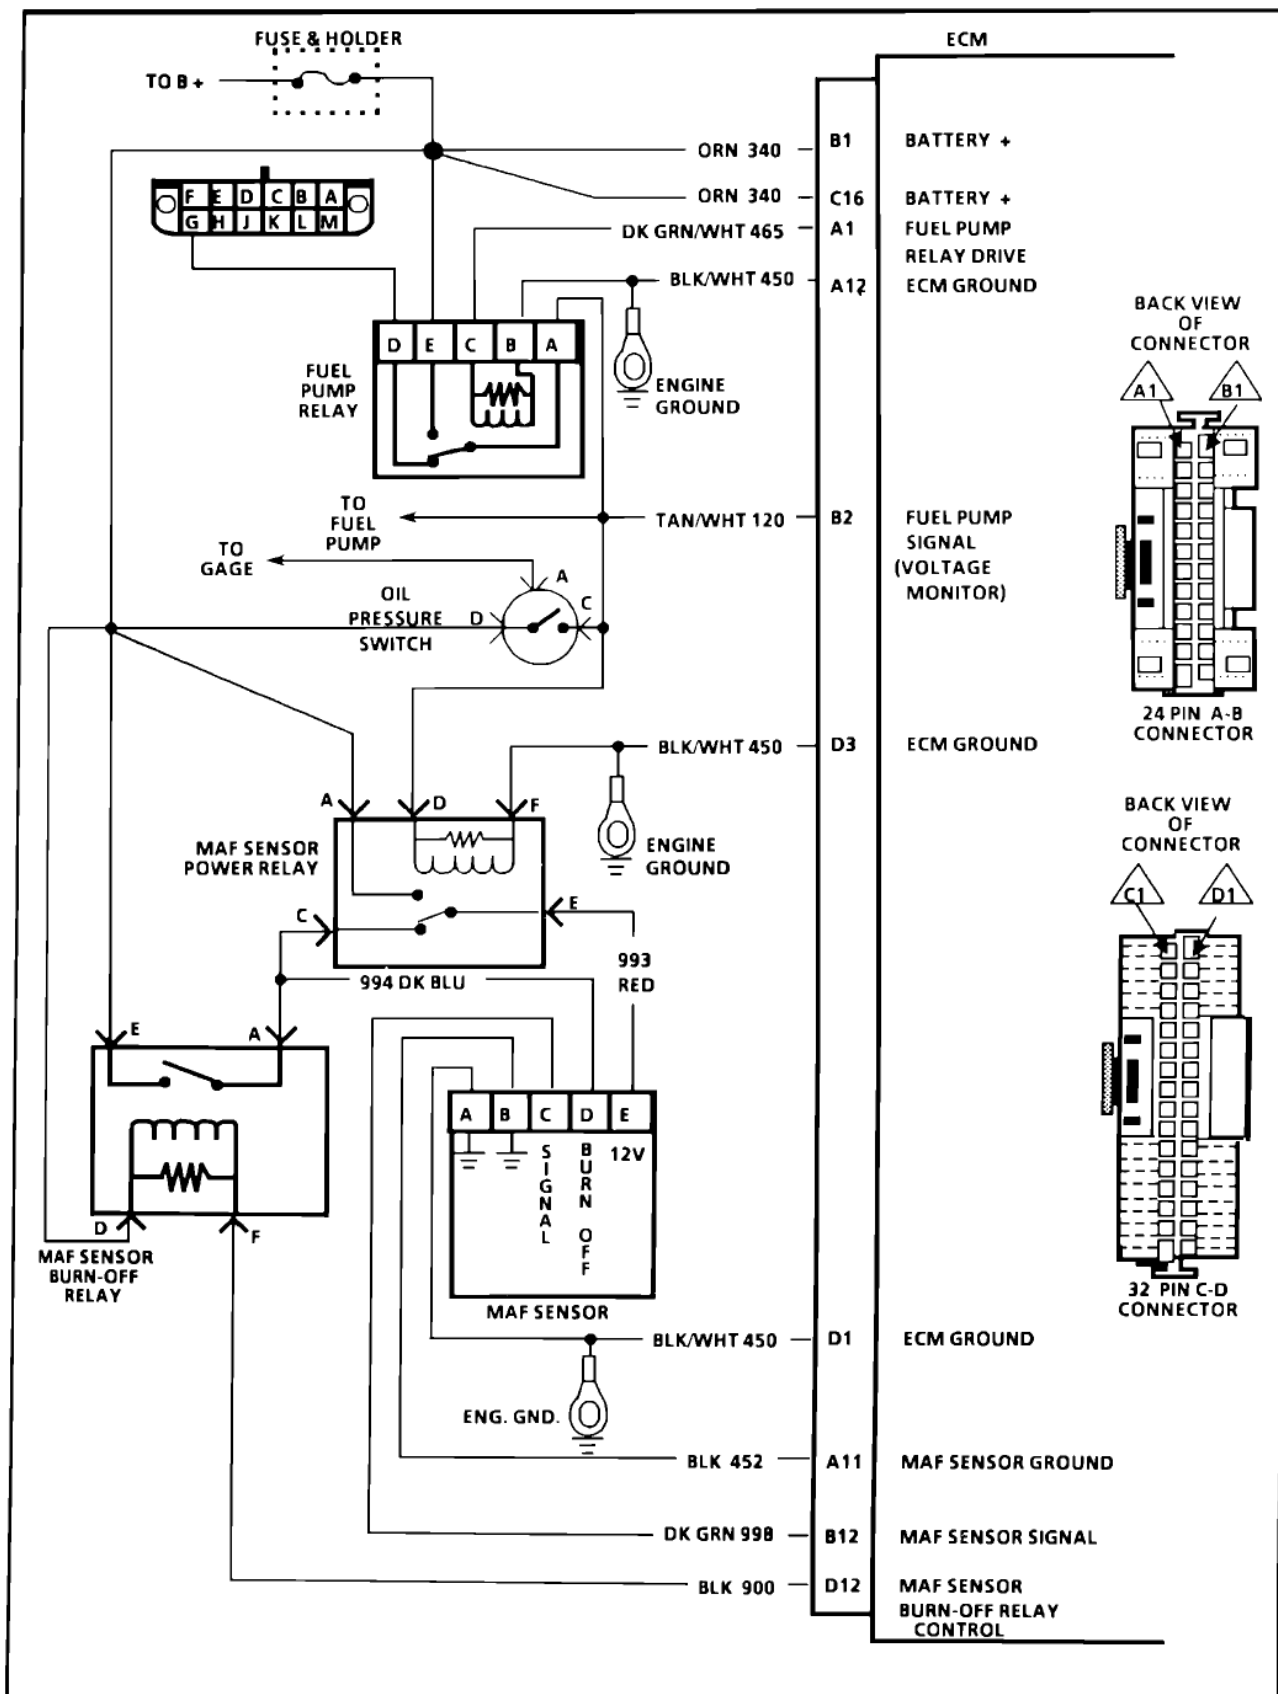 FUSE & HOLDER
ECM
TO B +
ORN 340
B1
BATTERY +
ORN 340
C16
BATTERY +
F E D C B A
G H J K L M
DK GRN/WHT 465
A1
FUEL PUMP
RELAY DRIVE
BLK/WHT 450
A12
ECM GROUND
D E C B A
FUEL
PUMP
RELAY
ENGINE
GROUND
BACK VIEW
OF
CONNECTOR
A1
B1
24 PIN A-B
CONNECTOR
TO
FUEL
PUMP
TAN/WHT 120
B2
FUEL PUMP
SIGNAL
(VOLTAGE
MONITOR)
TO
GAGE
A
OIL
PRESSURE
SWITCH
D
C
BLK/WHT 450
D3
ECM GROUND
A
D
F
MAF SENSOR
POWER RELAY
ENGINE
GROUND
C
E
BACK VIEW
OF
CONNECTOR
C1
D1
32 PIN C-D
CONNECTOR
994 DK BLU
993
RED
E
A
D
F
MAF SENSOR
BURN-OFF
RELAY
A B C D E
SIGNAL
BURN OFF
12V
MAF SENSOR
BLK/WHT 450
D1
ECM GROUND
ENG. GND.
BLK 452
A11
MAF SENSOR GROUND
DK GRN 998
B12
MAF SENSOR SIGNAL
BLK 900
D12
MAF SENSOR
BURN-OFF RELAY
CONTROL